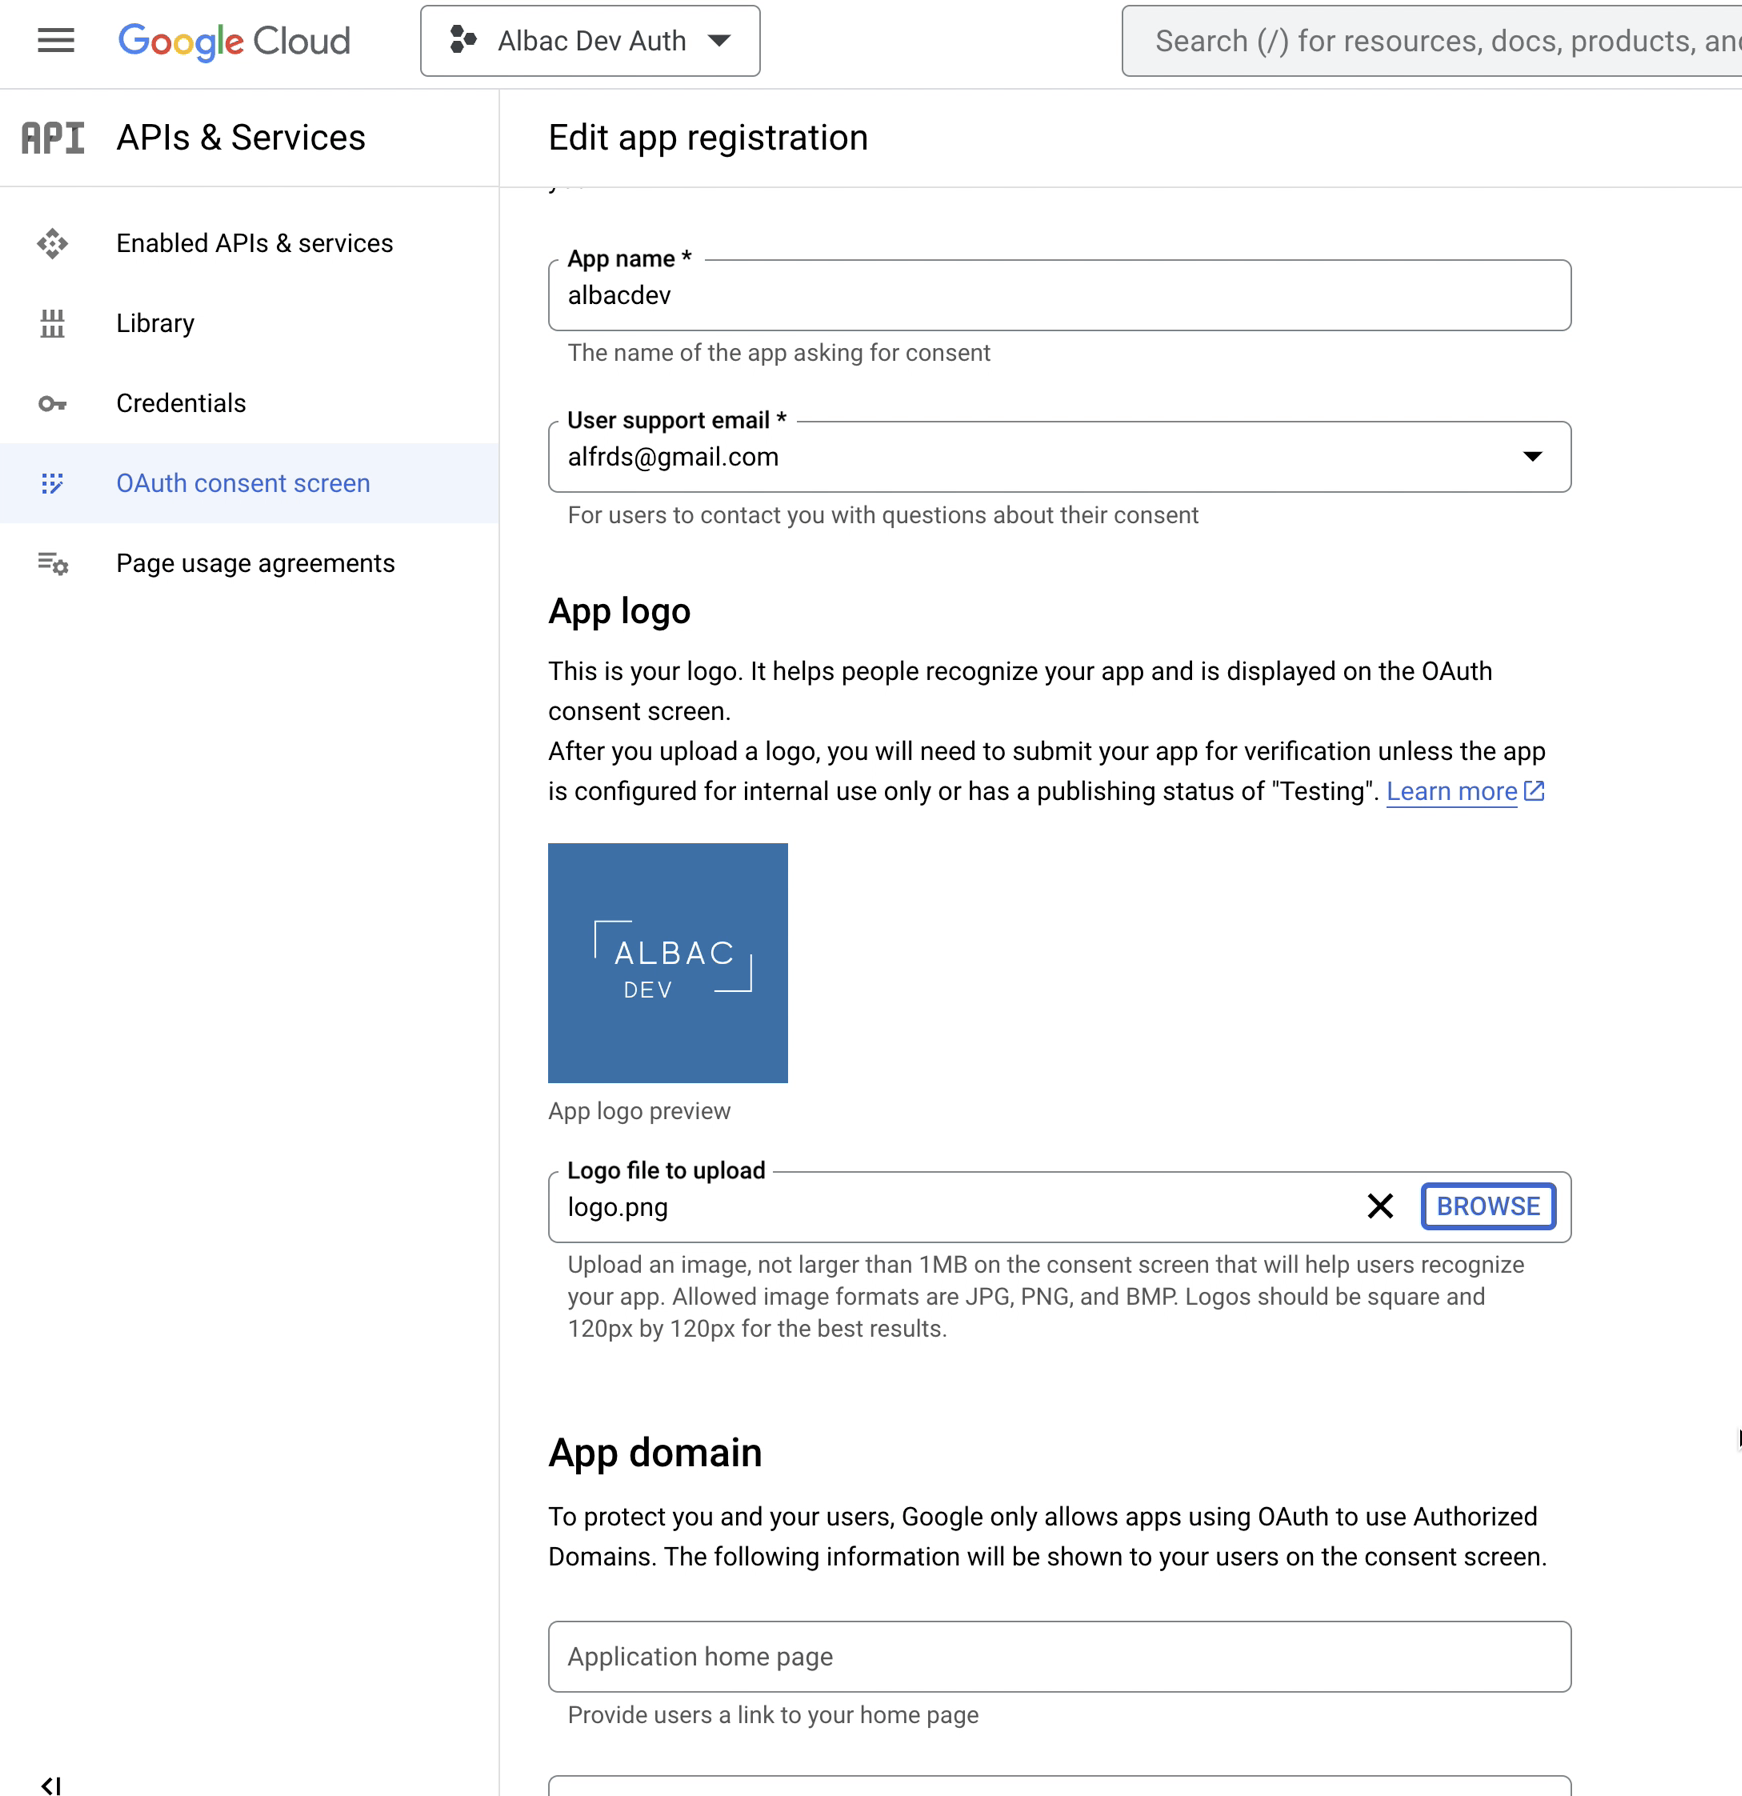 Google Cloud
Albac Dev Auth
Search (/) for resources, docs, products, and
API APIs & Services
Edit app registration
Enabled APIs & services
Library
Credentials
OAuth consent screen
Page usage agreements
App name *
albacdev
The name of the app asking for consent
User support email *
alfrds@gmail.com
For users to contact you with questions about their consent
App logo
This is your logo. It helps people recognize your app and is displayed on the OAuth
consent screen.
After you upload a logo, you will need to submit your app for verification unless the app
is configured for internal use only or has a publishing status of "Testing". Learn more
ALBAC
DEV
App logo preview
Logo file to upload
logo.png
BROWSE
Upload an image, not larger than 1MB on the consent screen that will help users recognize
your app. Allowed image formats are JPG, PNG, and BMP. Logos should be square and
120px by 120px for the best results.
App domain
To protect you and your users, Google only allows apps using OAuth to use Authorized
Domains. The following information will be shown to your users on the consent screen.
Application home page
Provide users a link to your home page